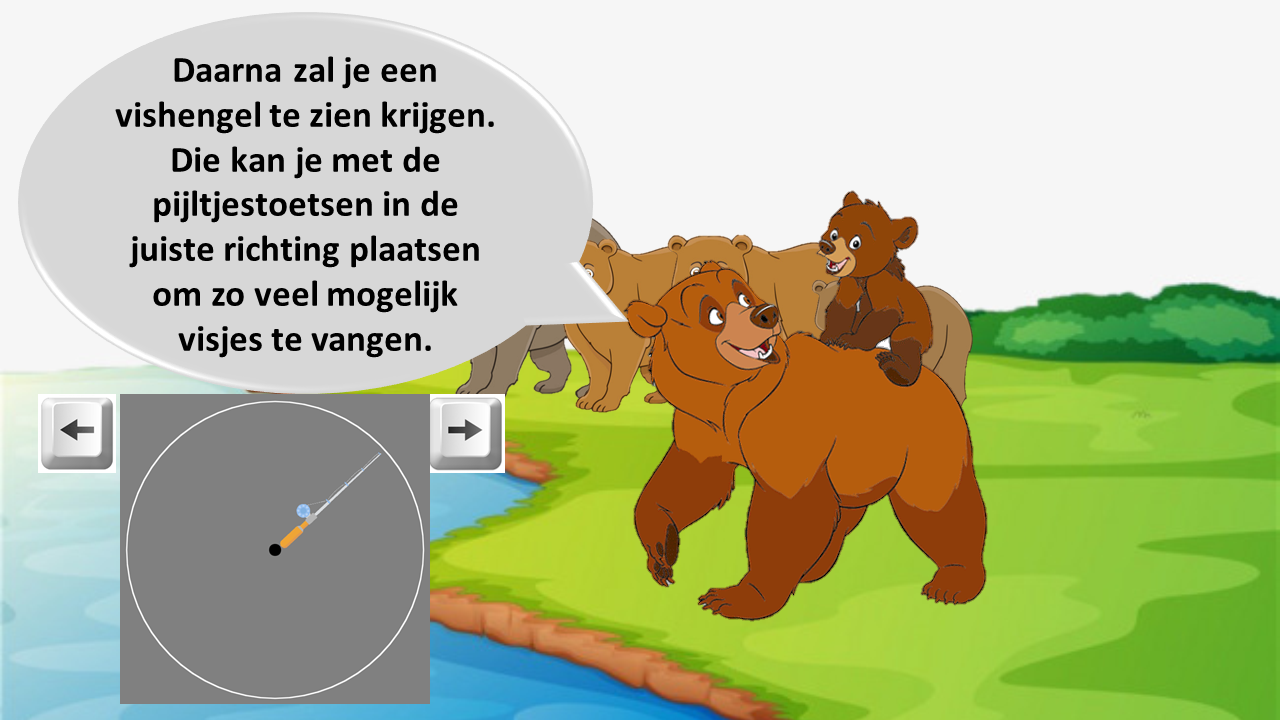 Daarna zal je een
vishengel te zien krijgen.
Die kan je met de
pijltjestoetsen in de
juiste richting plaatsen
om zo veel mogelijk
visjes te vangen.